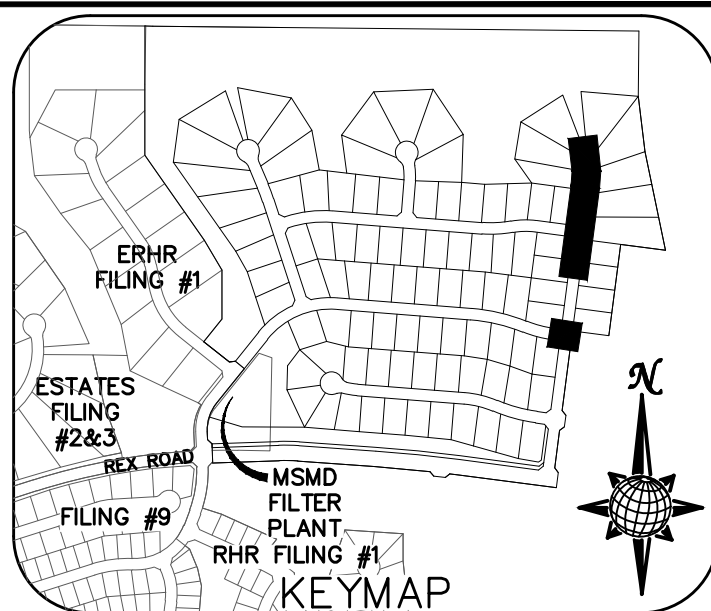 ERHR
FILING #1
ESTATES
FILING
#2&3
REX ROAD
FILING #9
MSMD
FILTER
PLANT
RHR FILING #1
N
KEYMAP